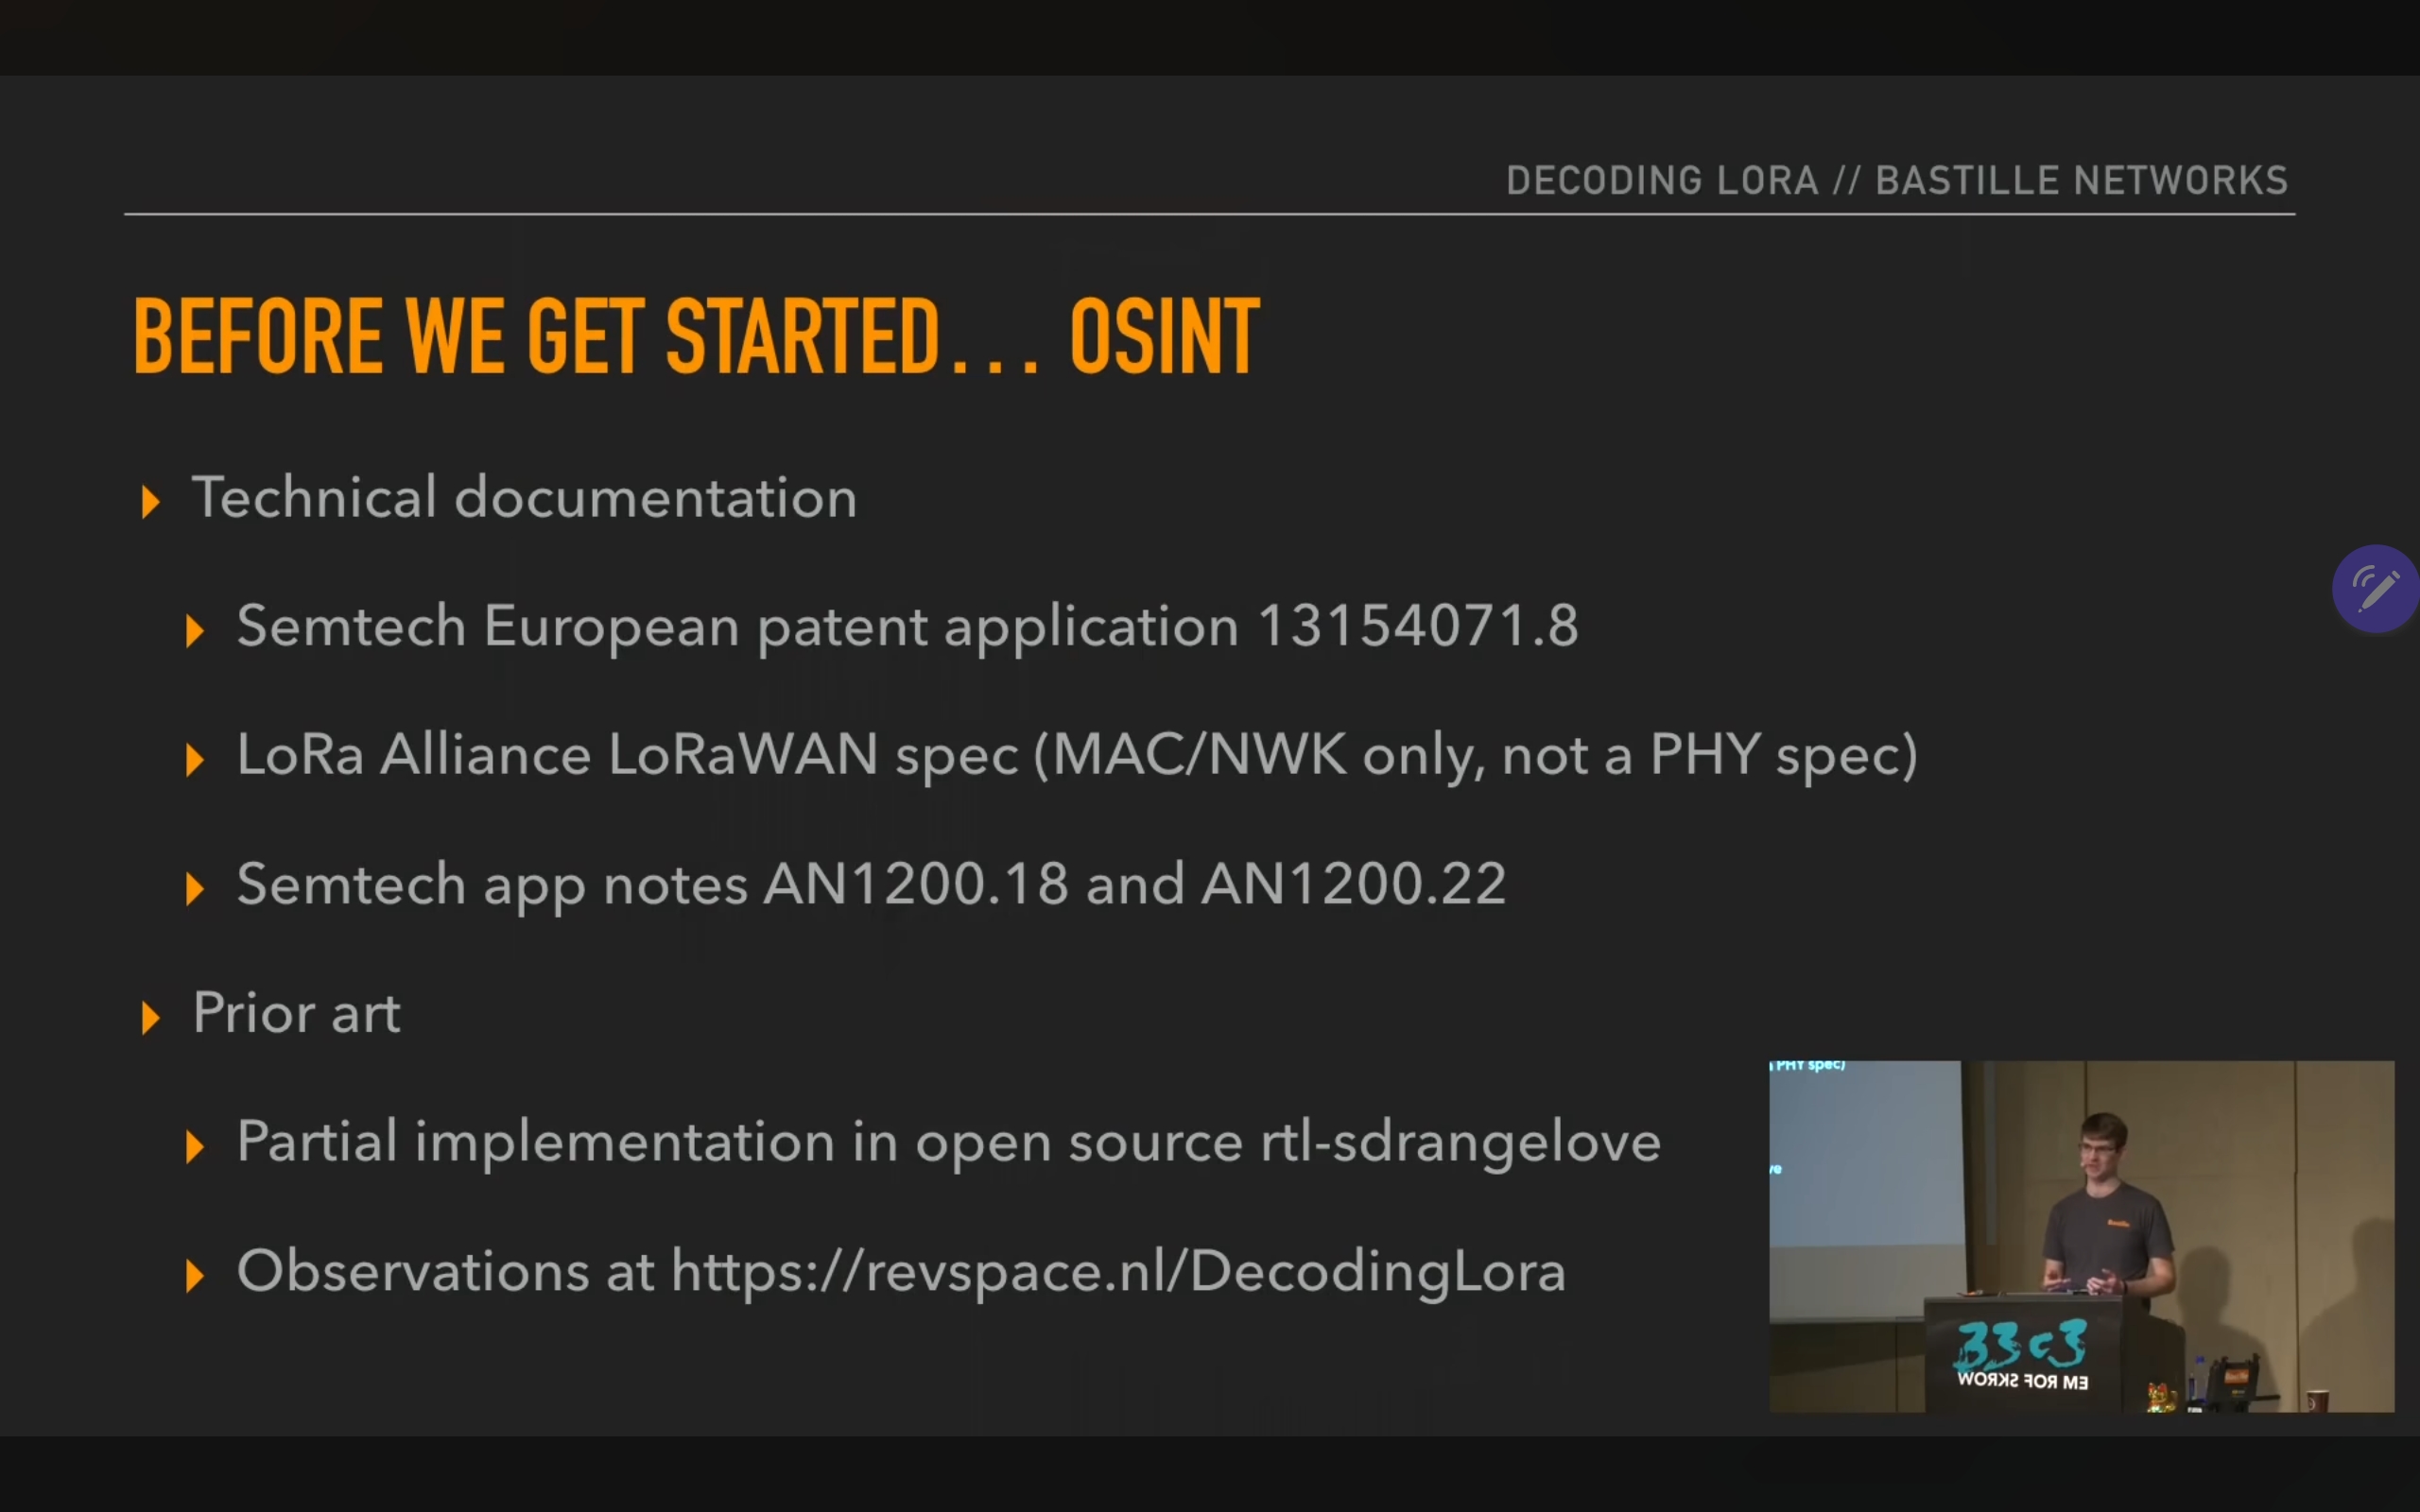 DECODING LORA // BASTILLE NETWORKS
BEFORE WE GET STARTED... OSINT
Technical documentation
Semtech European patent application 13154071.8
LoRa Alliance LoRaWAN spec (MAC/NWK only, not a PHY spec)
Semtech app notes AN1200.18 and AN1200.22
Prior art
Partial implementation in open source rtl-sdrangelove
Observations at https://revspace.nl/DecodingLora
PHY spec)
ve
Bastille
33c3
WORKS FOR ME